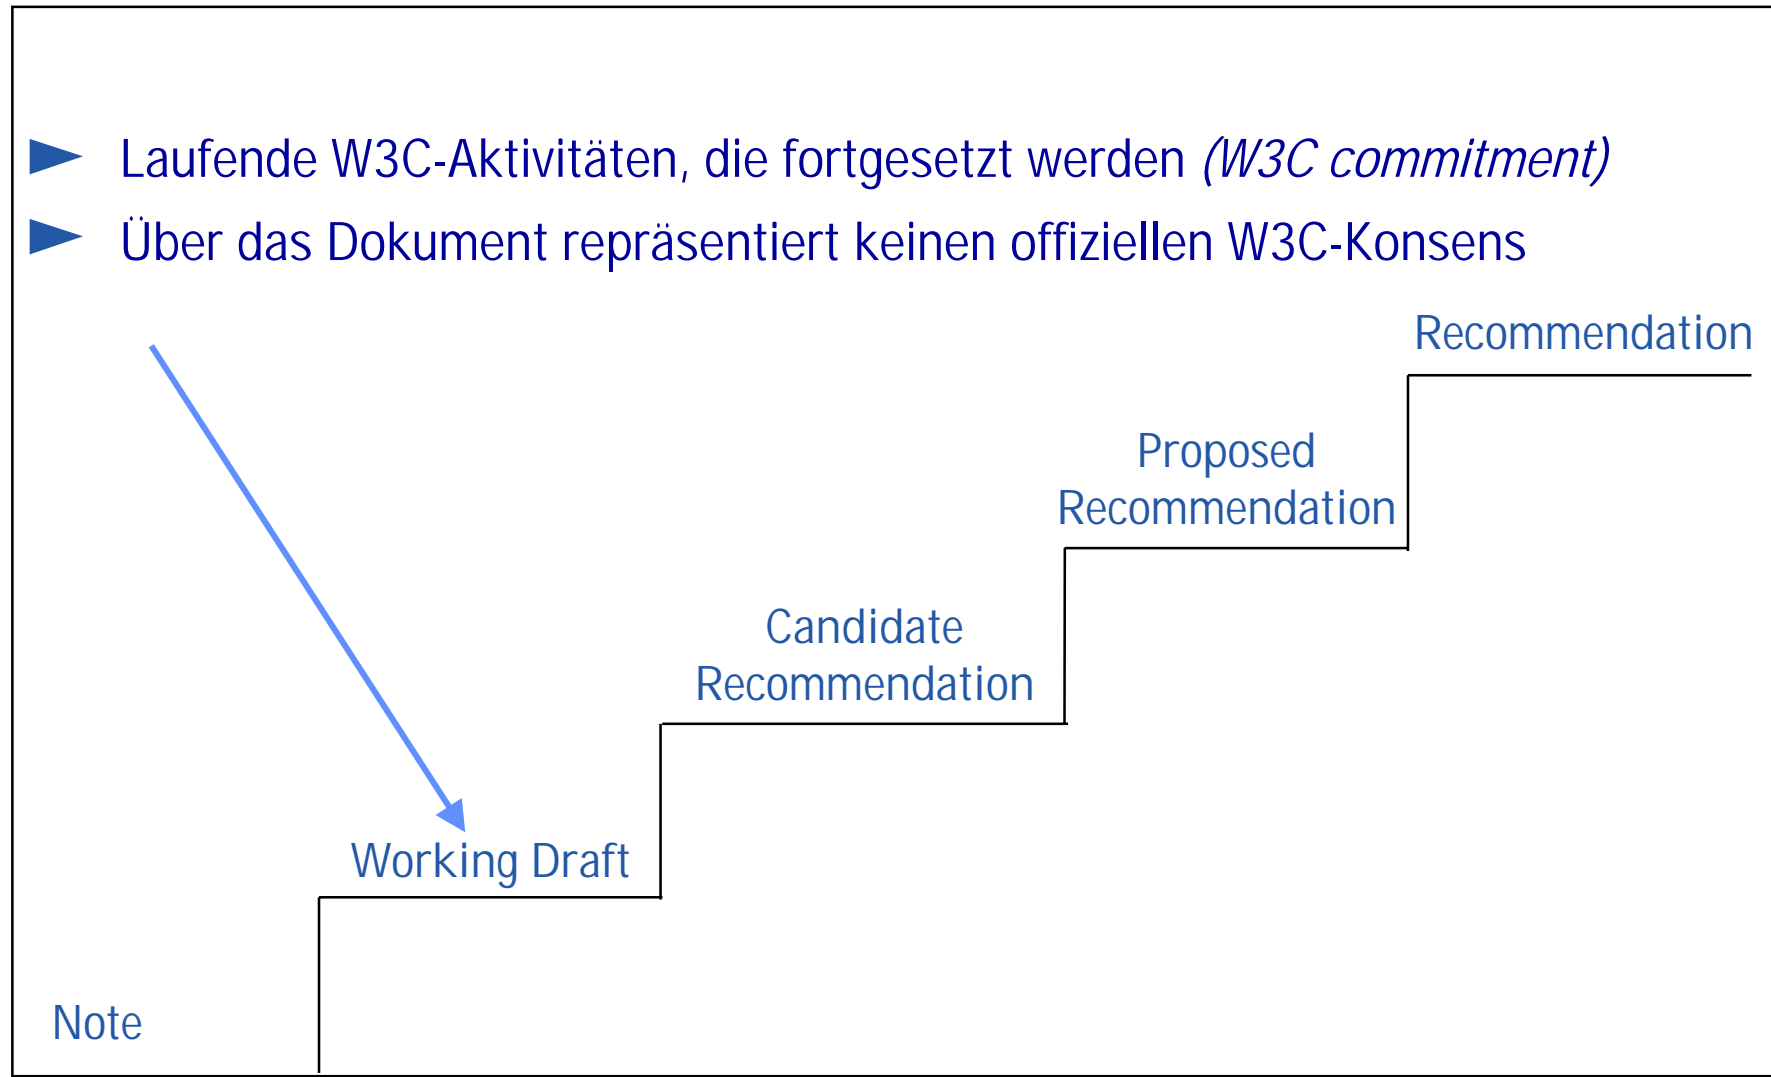 Laufende W3C-Aktivitäten, die fortgesetzt werden (W3C commitment)
Über das Dokument repräsentiert keinen offiziellen W3C-Konsens
Recommendation
Proposed
Recommendation
Candidate
Recommendation
Working Draft
Note